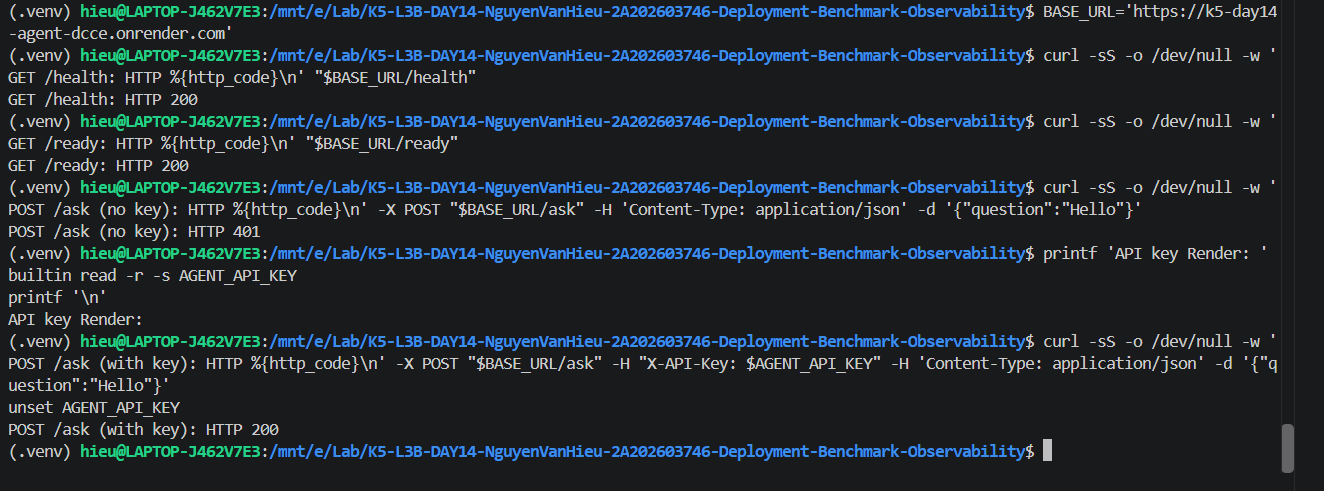 (.venv) hieu@LAPTOP-J462V7E3:/mnt/e/Lab/K5-L3B-DAY14-NguyenVanHieu-2A202603746-Deployment-Benchmark-Observability$ BASE_URL='https://k5-day14
-agent-dcce.onrender.com'
(.venv) hieu@LAPTOP-J462V7E3:/mnt/e/Lab/K5-L3B-DAY14-NguyenVanHieu-2A202603746-Deployment-Benchmark-Observability$ curl -sS -o /dev/null -w '
GET /health: HTTP %{http_code}\n' "$BASE_URL/health"
GET /health: HTTP 200
(.venv) hieu@LAPTOP-J462V7E3:/mnt/e/Lab/K5-L3B-DAY14-NguyenVanHieu-2A202603746-Deployment-Benchmark-Observability$ curl -sS -o /dev/null -w '
GET /ready: HTTP %{http_code}\n' "$BASE_URL/ready"
GET /ready: HTTP 200
(.venv) hieu@LAPTOP-J462V7E3:/mnt/e/Lab/K5-L3B-DAY14-NguyenVanHieu-2A202603746-Deployment-Benchmark-Observability$ curl -sS -o /dev/null -w '
POST /ask (no key): HTTP %{http_code}\n' -X POST "$BASE_URL/ask" -H 'Content-Type: application/json' -d '{"question":"Hello"}'
POST /ask (no key): HTTP 401
(.venv) hieu@LAPTOP-J462V7E3:/mnt/e/Lab/K5-L3B-DAY14-NguyenVanHieu-2A202603746-Deployment-Benchmark-Observability$ printf 'API key Render: '
builtin read -r -s AGENT_API_KEY
printf '\n'
API key Render:
(.venv) hieu@LAPTOP-J462V7E3:/mnt/e/Lab/K5-L3B-DAY14-NguyenVanHieu-2A202603746-Deployment-Benchmark-Observability$ curl -sS -o /dev/null -w '
POST /ask (with key): HTTP %{http_code}\n' -X POST "$BASE_URL/ask" -H "X-API-Key: $AGENT_API_KEY" -H 'Content-Type: application/json' -d '{"q
uestion":"Hello"}'
unset AGENT_API_KEY
POST /ask (with key): HTTP 200
(.venv) hieu@LAPTOP-J462V7E3:/mnt/e/Lab/K5-L3B-DAY14-NguyenVanHieu-2A202603746-Deployment-Benchmark-Observability$